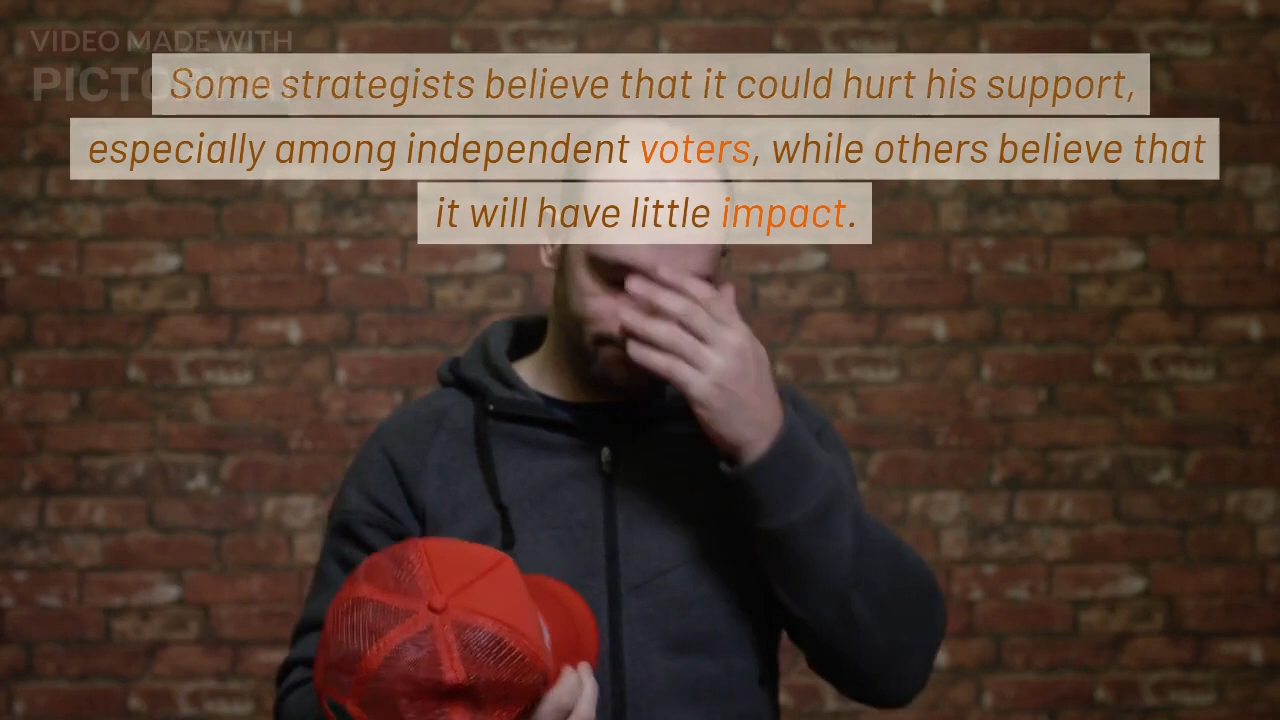 VIDEO MADE WITH
Some strategists believe that it could hurt his support,
especially among independent voters, while others believe that
it will have little impact.